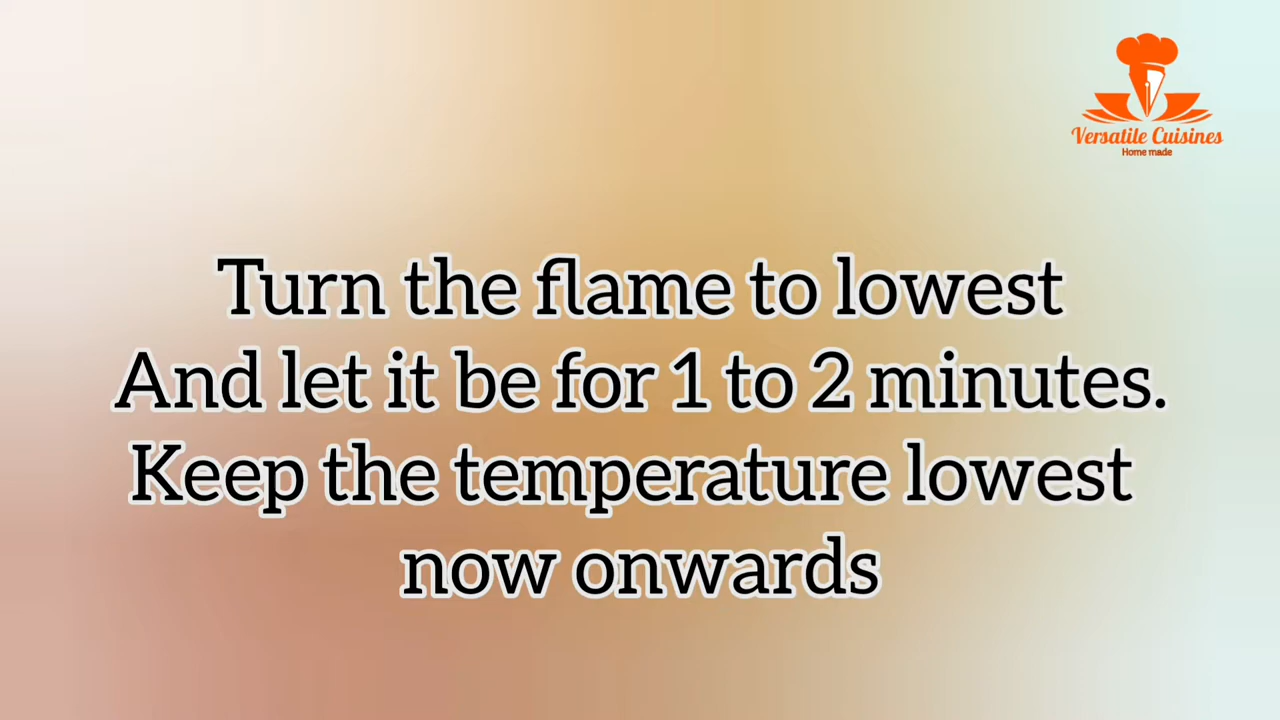 Versatile Cuisines
Home made
Turn the flame to lowest
And let it be for 1 to 2 minutes.
Keep the temperature lowest
now onwards